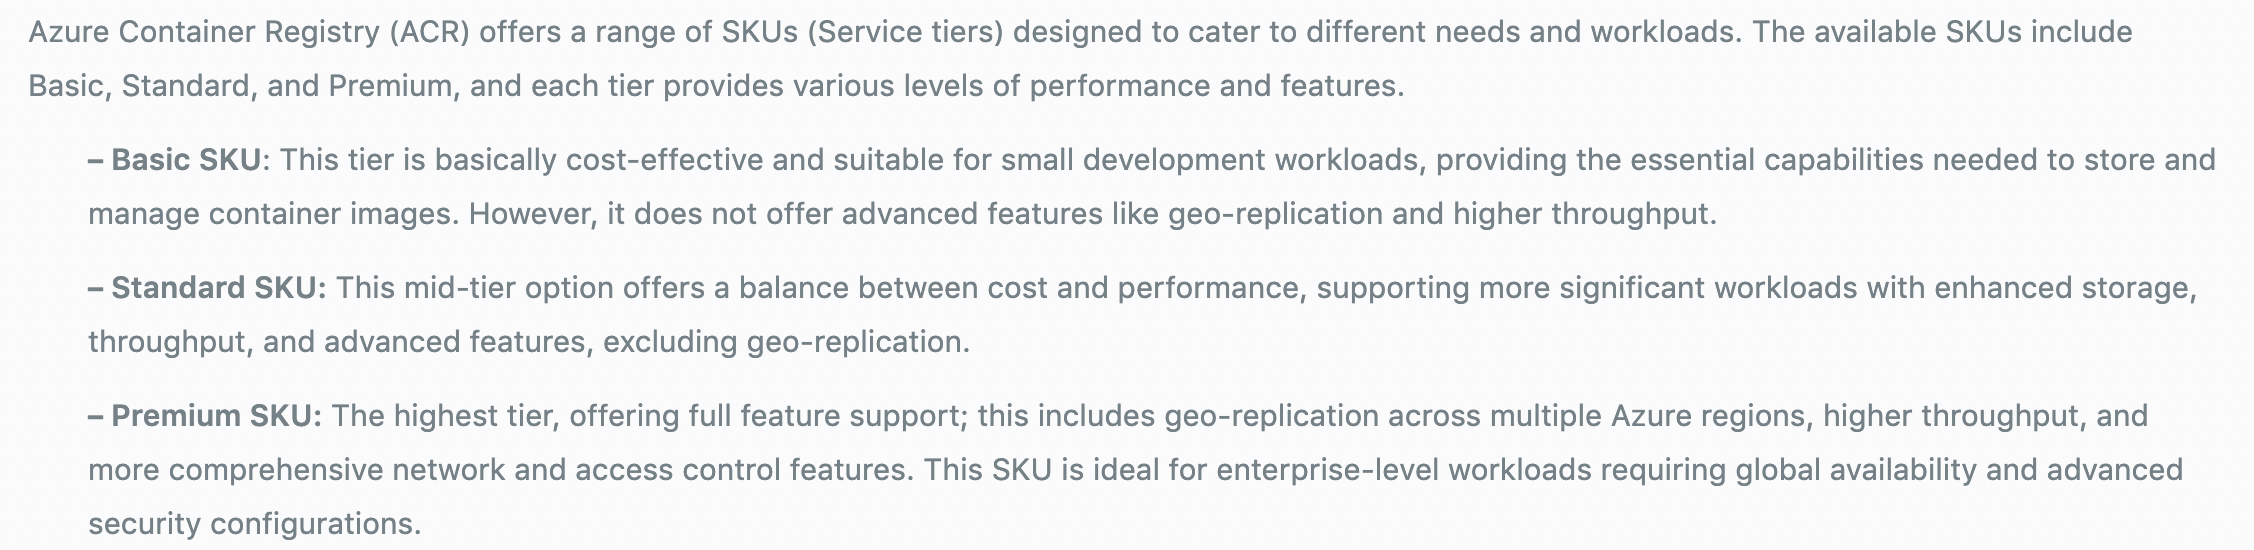 Azure Container Registry (ACR) offers a range of SKUs (Service tiers) designed to cater to different needs and workloads. The available SKUs include
Basic, Standard, and Premium, and each tier provides various levels of performance and features.
– Basic SKU: This tier is basically cost-effective and suitable for small development workloads, providing the essential capabilities needed to store and
manage container images. However, it does not offer advanced features like geo-replication and higher throughput.
– Standard SKU: This mid-tier option offers a balance between cost and performance, supporting more significant workloads with enhanced storage,
throughput, and advanced features, excluding geo-replication.
– Premium SKU: The highest tier, offering full feature support; this includes geo-replication across multiple Azure regions, higher throughput, and
more comprehensive network and access control features. This SKU is ideal for enterprise-level workloads requiring global availability and advanced
security configurations.